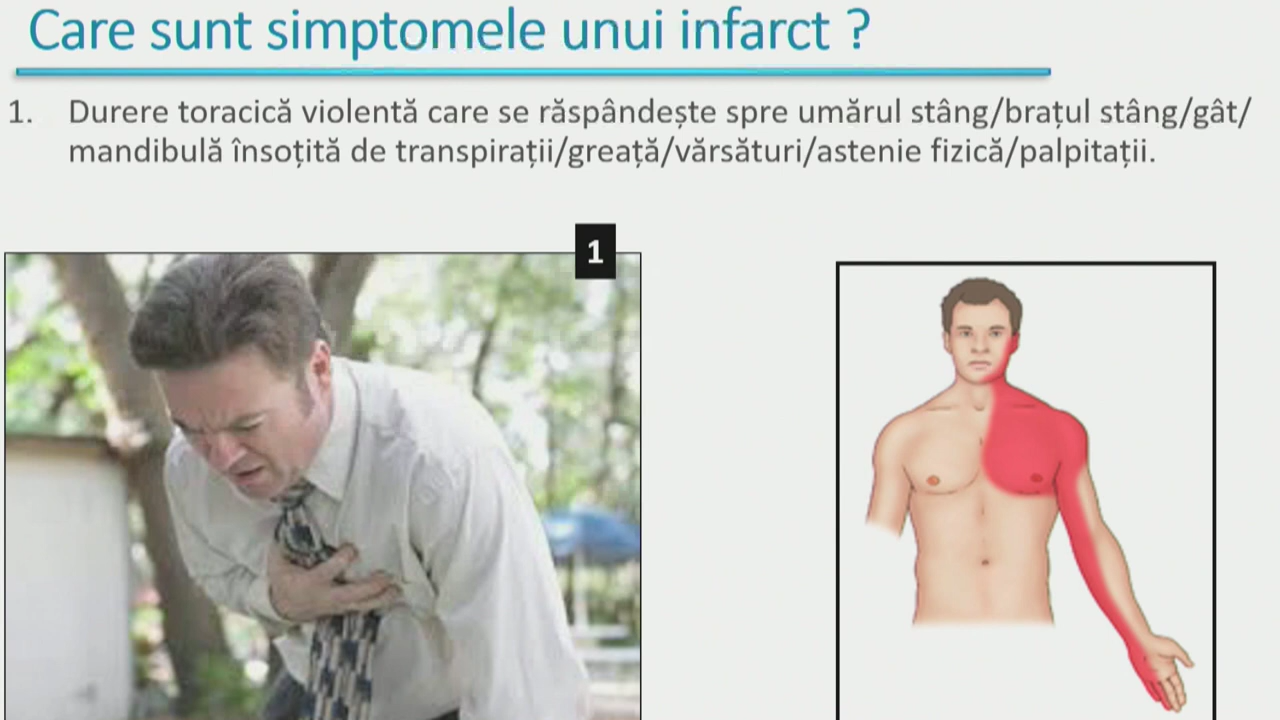 Care sunt simptomele unui infarct ?
1. Durere toracică violentă care se răspândește spre umărul stâng/brațul stâng/gât/
mandibulă însoțită de transpirații/greață/vărsături/astenie fizică/palpitații.
1